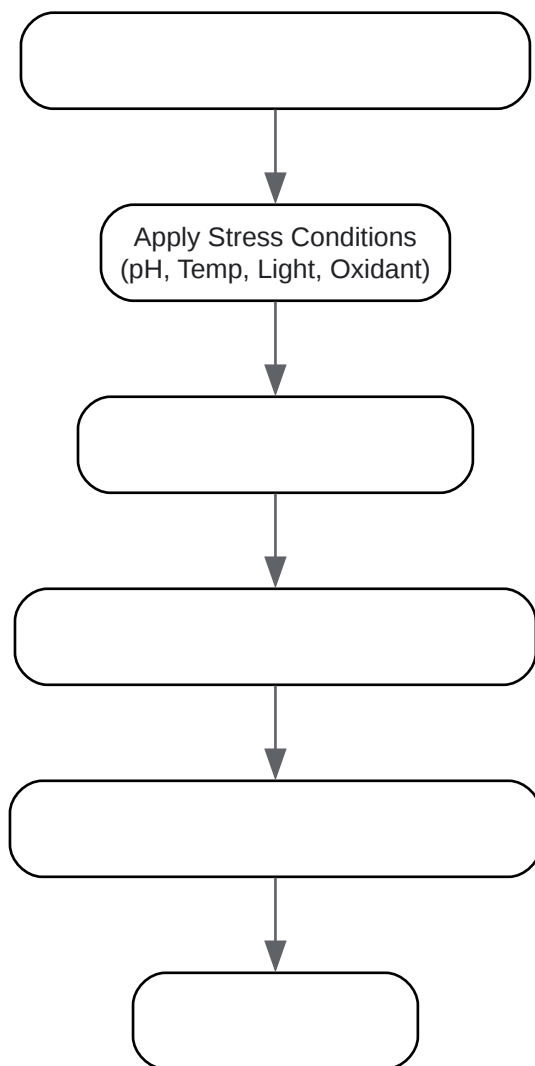 Apply Stress Conditions
(pH, Temp, Light, Oxidant)